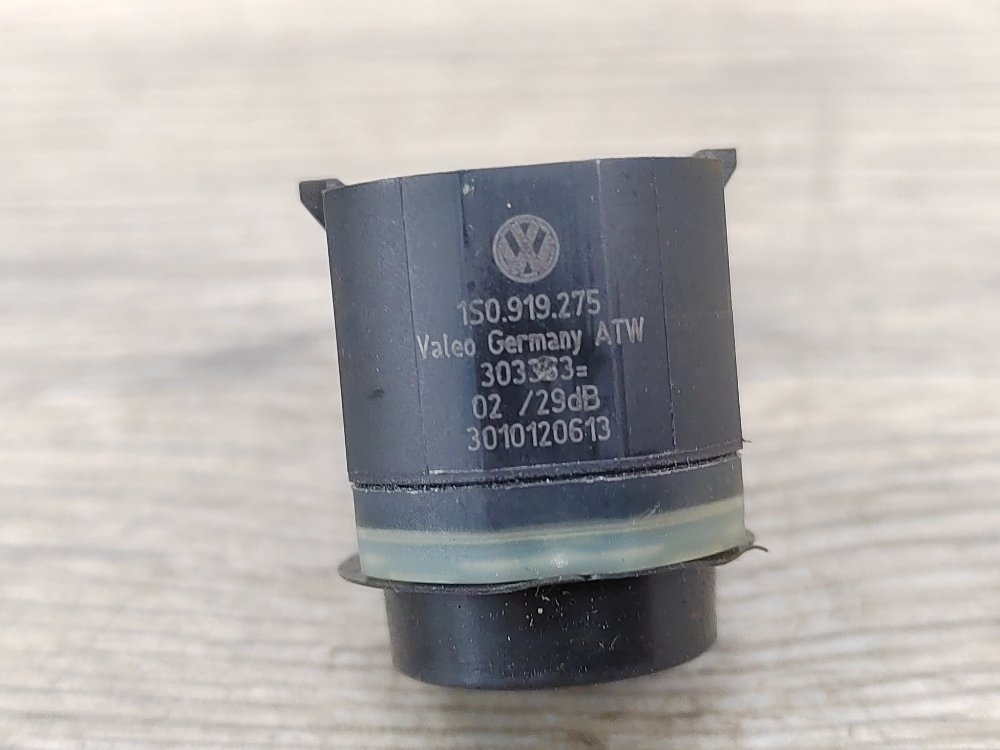 1S0.919.275
Valeo Germany ATW
303363=
02 /29dB
3010120613